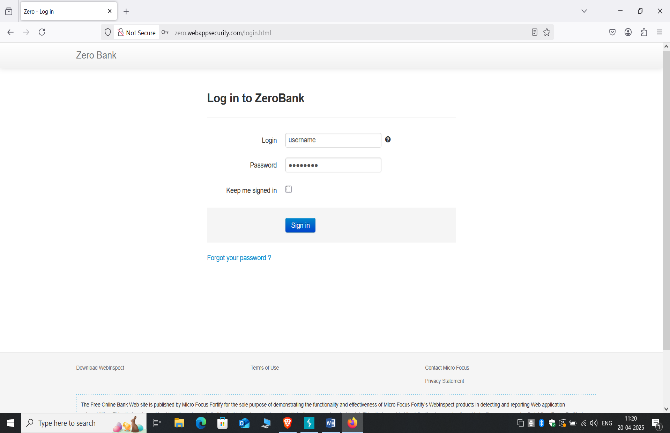 Zero - Log in
Not Secure
zero.webappsecurity.com/login.html
Zero Bank
Log in to ZeroBank
Login
username
Password
Keep me signed in
Sign in
Forgot your password ?
Download WebInspect
Terms of Use
Contact Micro Focus
Privacy Statement
The Free Online Bank Web site is published by Micro Focus Fortify for the sole purpose of demonstrating the functionality and effectiveness of Micro Focus Fortify's WebInspect products in detecting and reporting Web application
Type here to search
ENG
11:20
20-04-2025